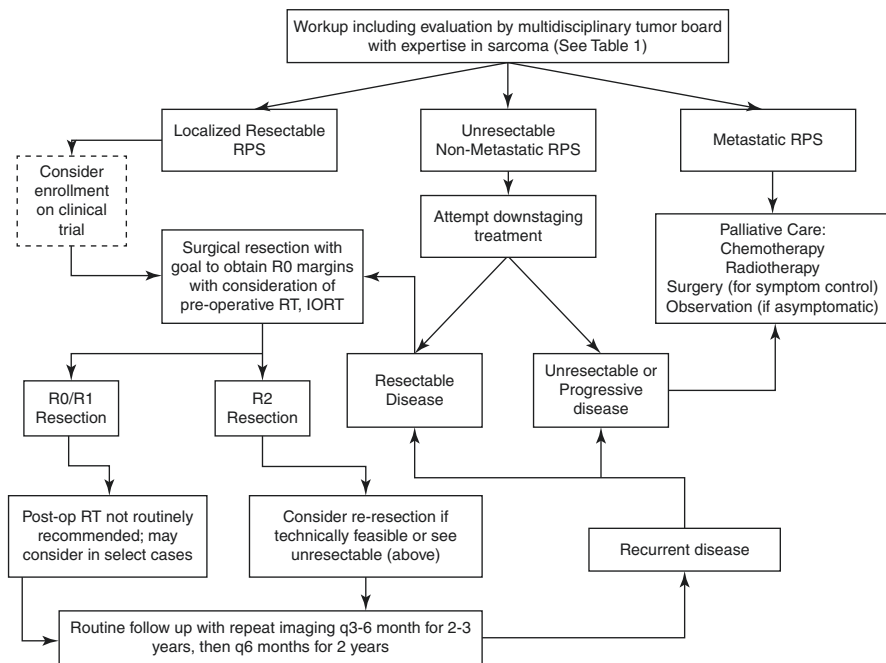 Workup including evaluation by multidisciplinary tumor board
with expertise in sarcoma (See Table 1)
Localized Resectable
RPS
Unresectable
Non-Metastatic RPS
Metastatic RPS
Consider
enrollment
on clinical
trial
Attempt downstaging
treatment
Palliative Care:
Chemotherapy
Radiotherapy
Surgery (for symptom control)
Observation (if asymptomatic)
Surgical resection with
goal to obtain R0 margins
with consideration of
pre-operative RT, IORT
R0/R1
Resection
R2
Resection
Resectable
Disease
Unresectable or
Progressive
disease
Post-op RT not routinely
recommended; may
consider in select cases
Consider re-resection if
technically feasible or see
unresectable (above)
Recurrent disease
Routine follow up with repeat imaging q3-6 month for 2-3
years, then q6 months for 2 years